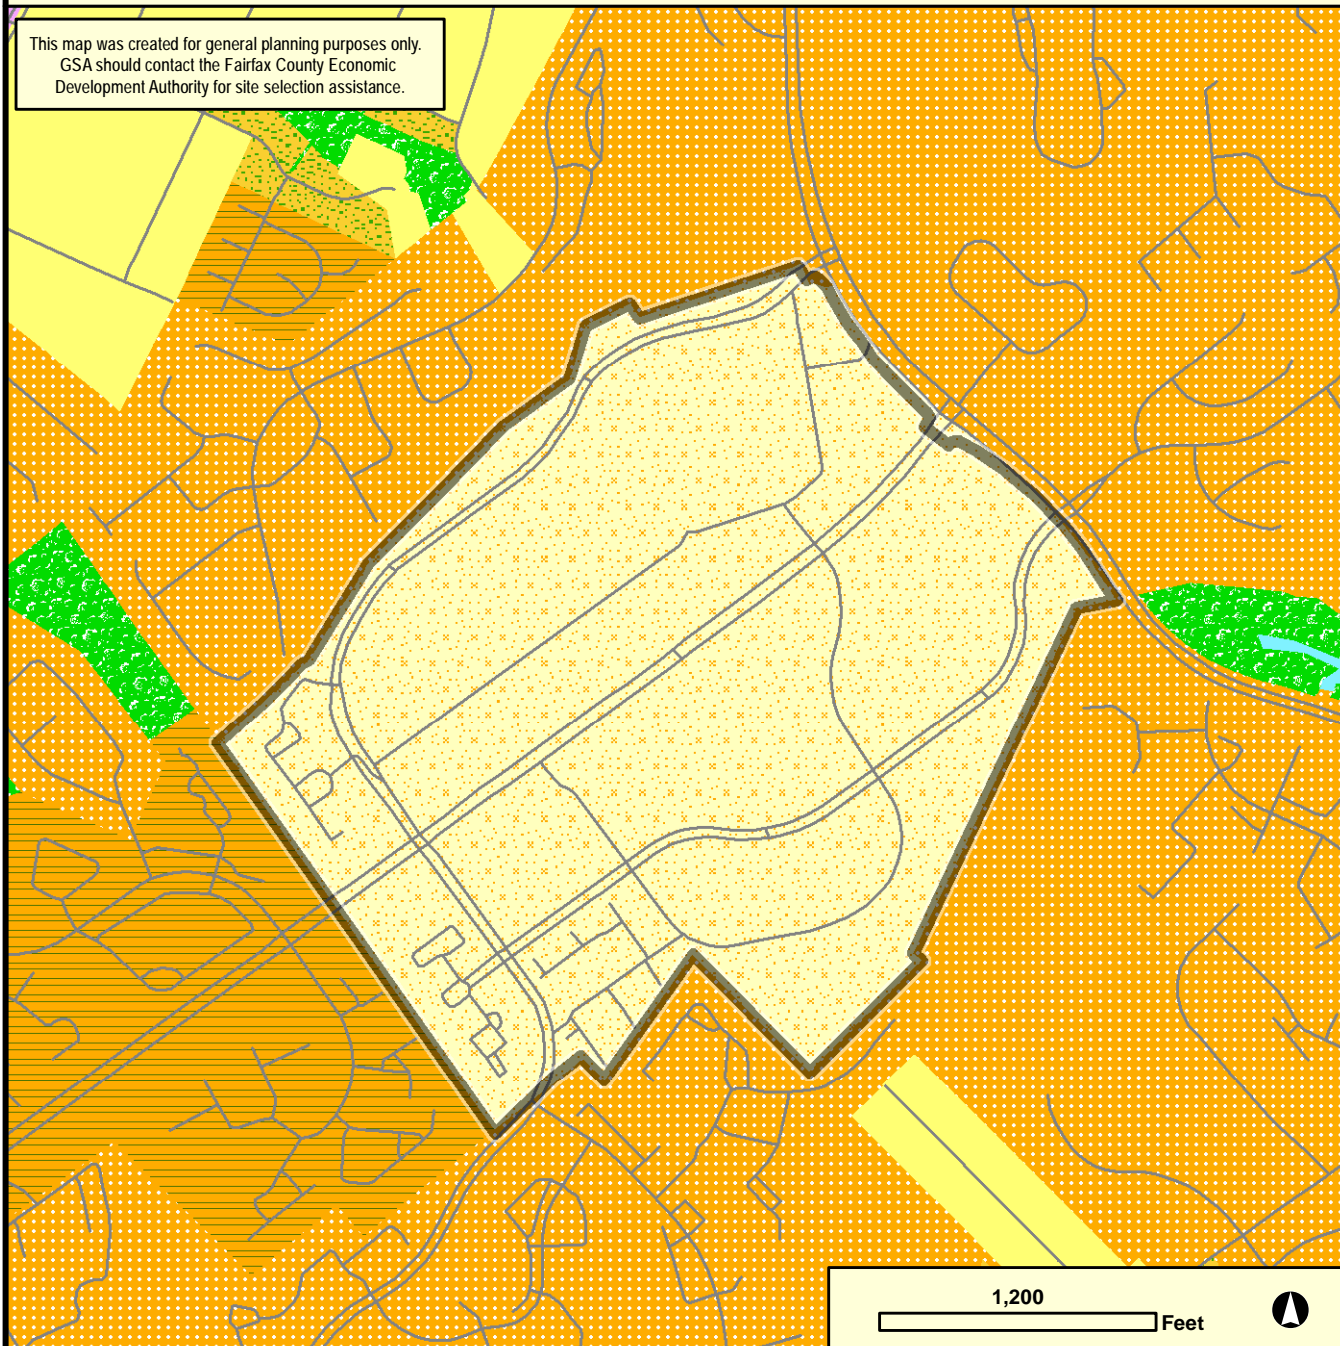 This map was created for general planning purposes only.
GSA should contact the Fairfax County Economic
Development Authority for site selection assistance.
1,200
Feet